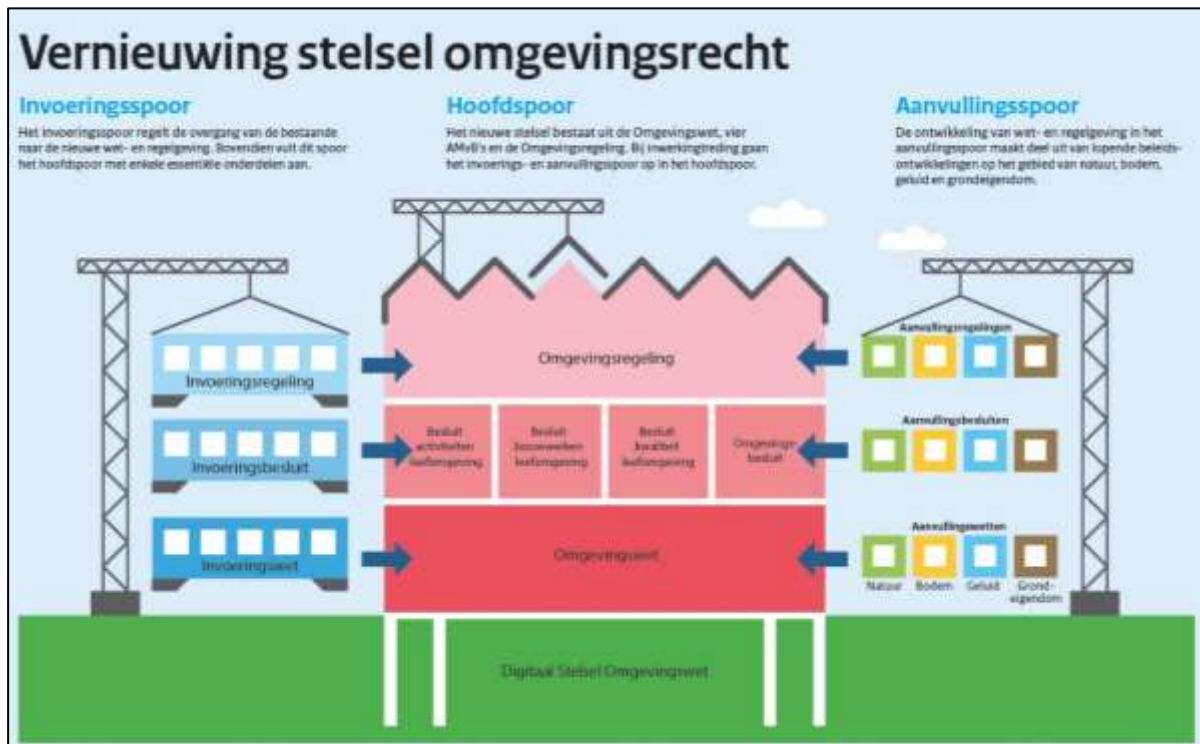 Vernieuwing stelsel omgevingsrecht
Invoeringsspoor
Het invoeringsspoor regelt de overgang van de bestaande
naar de nieuwe wet- en regelgeving. Bovendien vult dit spoor
het hoofdspoor met enkele essentiële onderdelen aan.
Hoofdspoor
Het nieuwe stelsel bestaat uit de Omgevingswet, vier
AMvB's en de Omgevingsregeling. Bij inwerkingtreding gaan
het invoerings- en aanvullingsspoor op in het hoofdspoor.
Aanvullingsspoor
De ontwikkeling van wet- en regelgeving in het
aanvullingsspoor maakt deel uit van lopende beleids-
ontwikkelingen op het gebied van natuur, bodem,
geluid en grondeigendom.
Invoeringsregeling
Invoeringsbesluit
Invoeringswet
Omgevingsregeling
Besluit
activiteiten
leefomgeving
Besluit
bouwwerken
leefomgeving
Besluit
kwaliteit
leefomgeving
Omgevings-
besluit
Omgevingswet
Digitaal Stelsel Omgevingswet
Aanvullingsregelingen
Aanvullingsbesluiten
Aanvullingswetten
Natuur
Bodem
Geluid
Grond-
eigendom